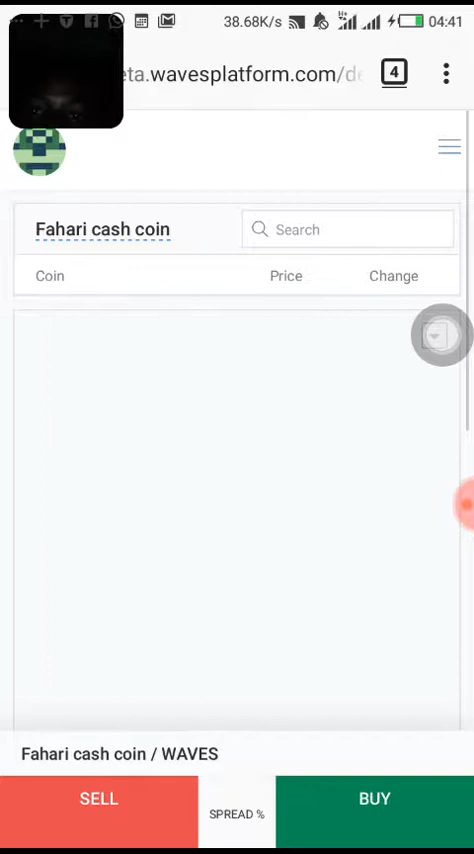 38.68K/s 04:41
eta.wavesplatform.com/de
4
Fahari cash coin
Search
Coin Price Change
Fahari cash coin / WAVES
SELL SPREAD % BUY